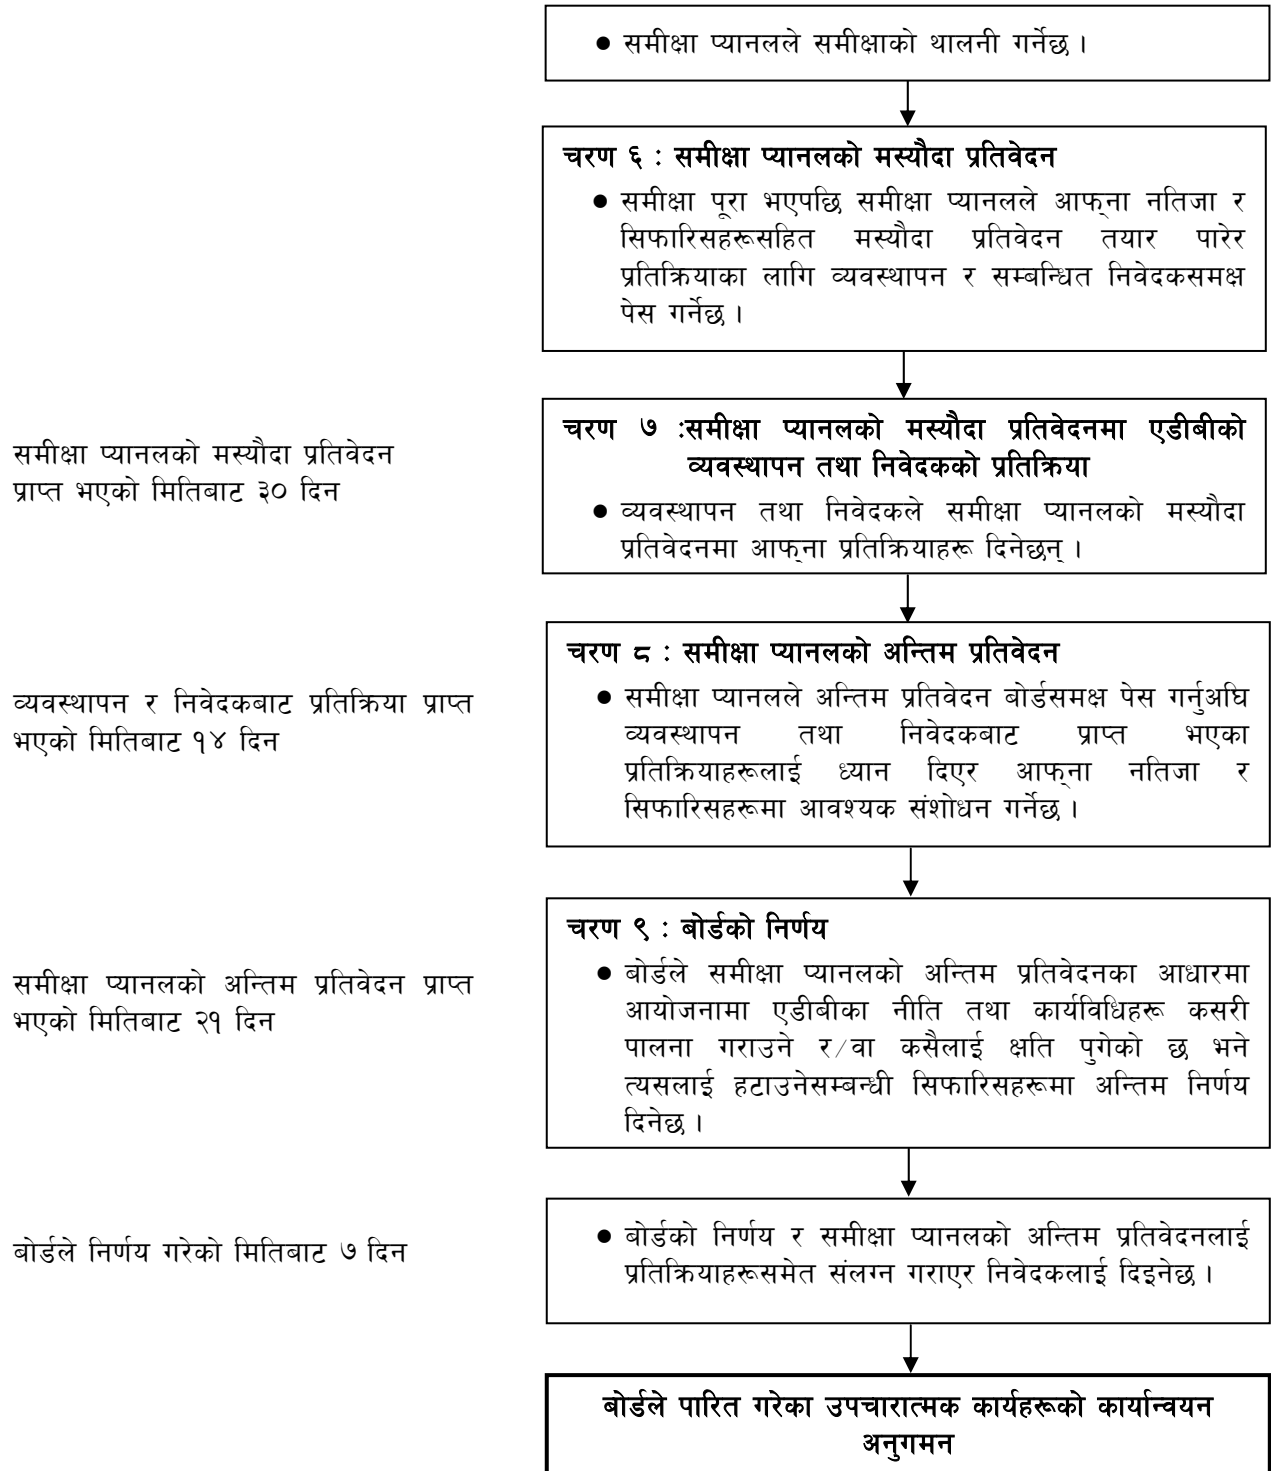 ● समीक्षा प्यानलले समीक्षाको थालनी गर्नेछ ।
चरण ६ : समीक्षा प्यानलको मस्यौदा प्रतिवेदन
● समीक्षा पूरा भएपछि समीक्षा प्यानलले आफ्ना नतिजा र
सिफारिसहरूसहित मस्यौदा प्रतिवेदन तयार पारेर
प्रतिक्रियाका लागि व्यवस्थापन र सम्बन्धित निवेदकसमक्ष
पेस गर्नेछ ।
समीक्षा प्यानलको मस्यौदा प्रतिवेदन
प्राप्त भएको मितिबाट ३० दिन
चरण ७ :समीक्षा प्यानलको मस्यौदा प्रतिवेदनमा एडीबीको
व्यवस्थापन तथा निवेदकको प्रतिक्रिया
● व्यवस्थापन तथा निवेदकले समीक्षा प्यानलको मस्यौदा
प्रतिवेदनमा आफ्ना प्रतिक्रियाहरू दिनेछन् ।
व्यवस्थापन र निवेदकबाट प्रतिक्रिया प्राप्त
भएको मितिबाट १४ दिन
चरण ८ : समीक्षा प्यानलको अन्तिम प्रतिवेदन
● समीक्षा प्यानलले अन्तिम प्रतिवेदन बोर्डसमक्ष पेस गर्नुअघि
व्यवस्थापन तथा निवेदकबाट प्राप्त भएका
प्रतिक्रियाहरूलाई ध्यान दिएर आफ्ना नतिजा र
सिफारिसहरूमा आवश्यक संशोधन गर्नेछ ।
समीक्षा प्यानलको अन्तिम प्रतिवेदन प्राप्त
भएको मितिबाट २१ दिन
चरण ९ : बोर्डको निर्णय
● बोर्डले समीक्षा प्यानलको अन्तिम प्रतिवेदनका आधारमा
आयोजनामा एडीबीका नीति तथा कार्यविधिहरू कसरी
पालना गराउने र/वा कसैलाई क्षति पुगेको छ भने
त्यसलाई हटाउनेसम्बन्धी सिफारिसहरूमा अन्तिम निर्णय
दिनेछ ।
बोर्डले निर्णय गरेको मितिबाट ७ दिन
● बोर्डको निर्णय र समीक्षा प्यानलको अन्तिम प्रतिवेदनलाई
प्रतिक्रियाहरूसमेत संलग्न गराएर निवेदकलाई दिइनेछ ।
बोर्डले पारित गरेका उपचारात्मक कार्यहरूको कार्यान्वयन
अनुगमन